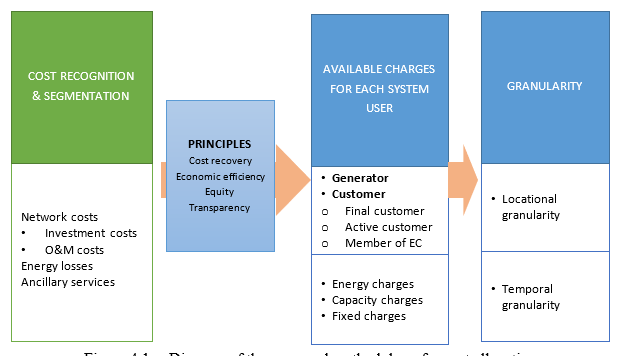 COST RECOGNITION
& SEGMENTATION
Network costs
• Investment costs
• O&M costs
Energy losses
Ancillary services
PRINCIPLES
Cost recovery
Economic efficiency
Equity
Transparency
AVAILABLE CHARGES
FOR EACH SYSTEM
USER
• Generator
• Customer
o Final customer
o Active customer
o Member of EC
• Energy charges
• Capacity charges
• Fixed charges
GRANULARITY
• Locational
granularity
• Temporal
granularity